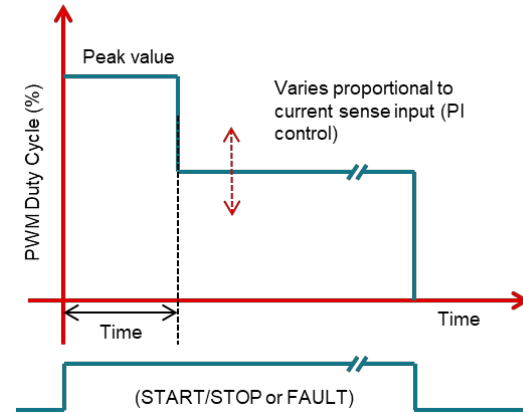 PWM Duty Cycle (%)
Peak value
Varies proportional to
current sense input (PI
control)
Time
Time
(START/STOP or FAULT)